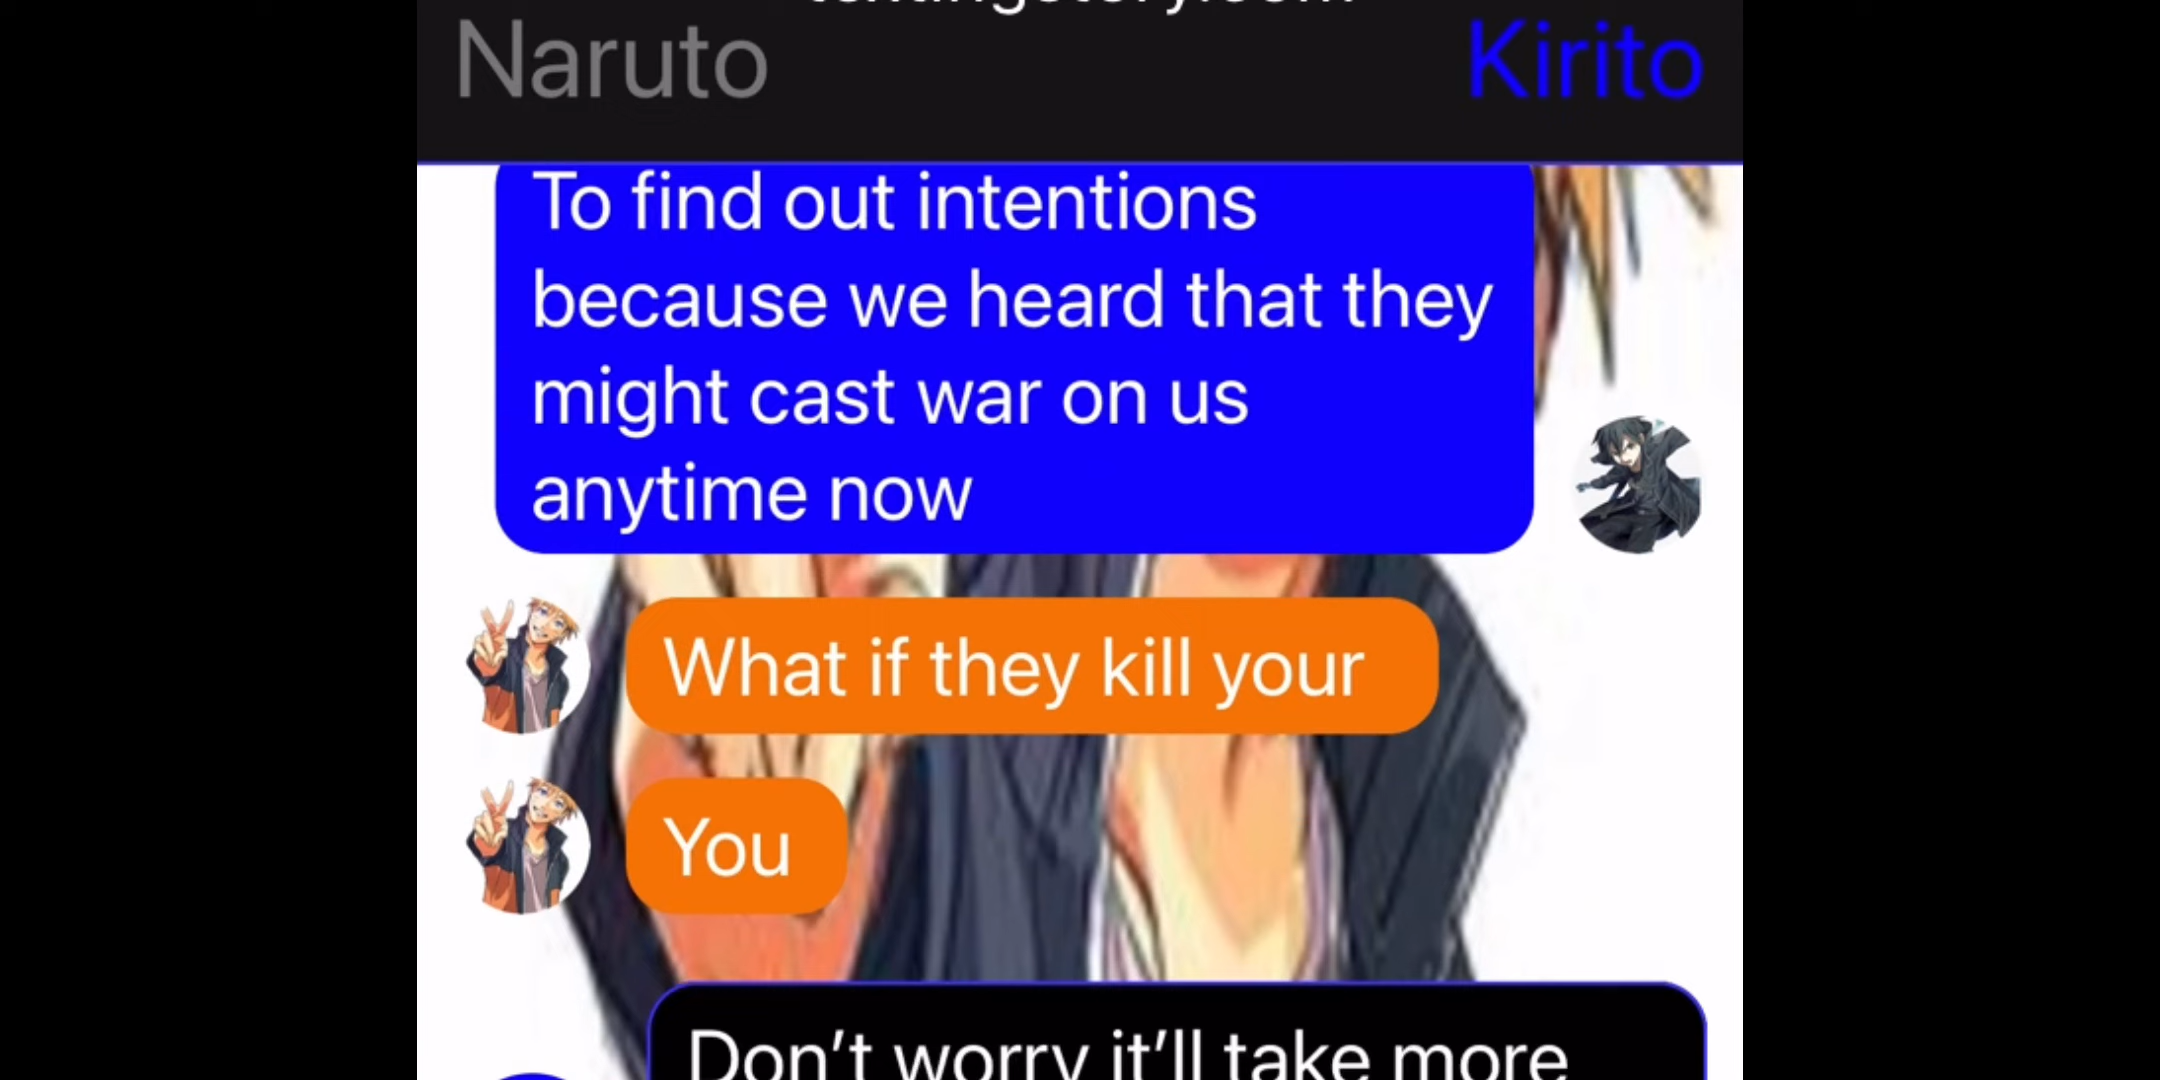 Naruto Kirito
To find out intentions
because we heard that they
might cast war on us
anytime now
What if they kill your
You
Don't worry it'll take more